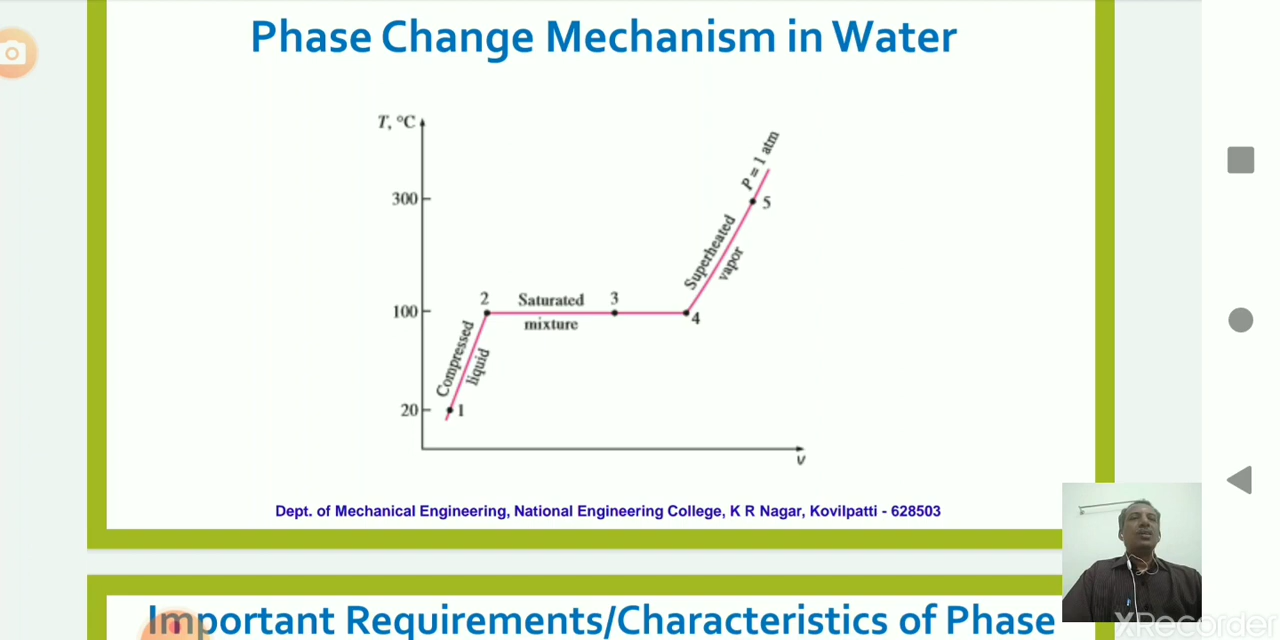 Phase Change Mechanism in Water
T, °C
300
100
20
P = 1 atm
5
Superheated
vapor
2
Saturated
mixture
3
4
Compressed
liquid
1
v
Dept. of Mechanical Engineering, National Engineering College, K R Nagar, Kovilpatti - 628503
Important Requirements/Characteristics of Phase
XRecorder